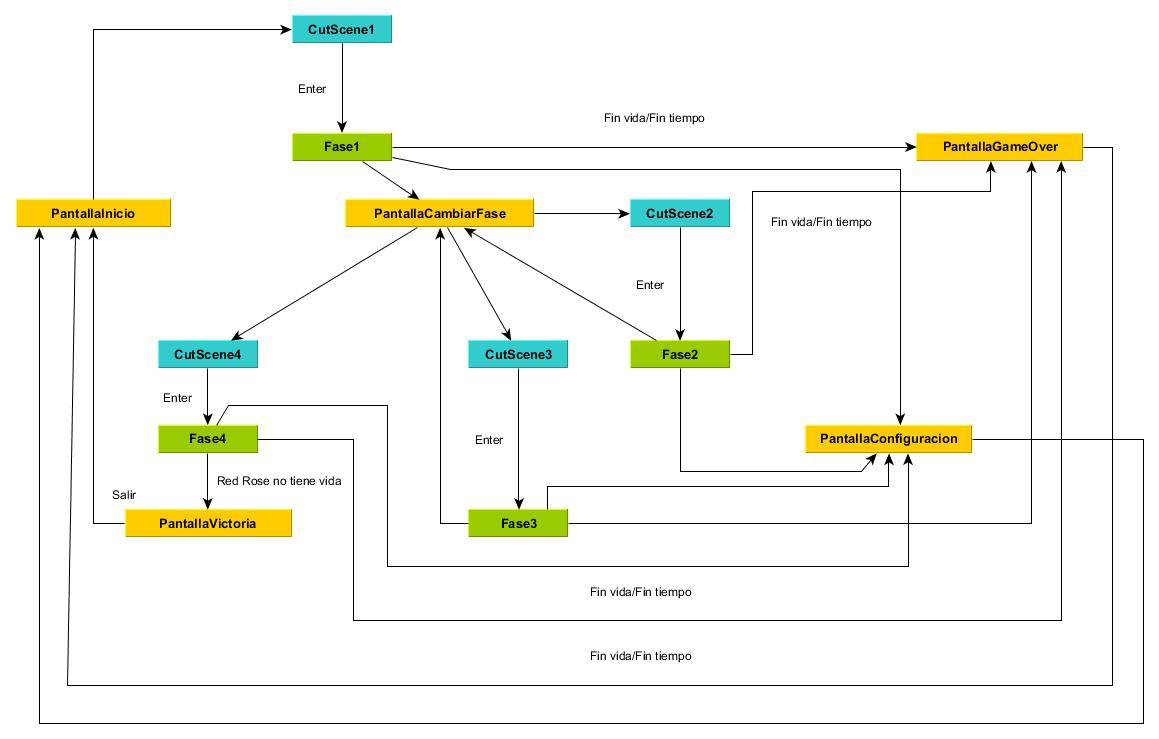 CutScene1
Enter
Fin vida/Fin tiempo
Fase1
PantallaGameOver
PantallaInicio
PantallaCambiarFase
CutScene2
Fin vida/Fin tiempo
Enter
CutScene4
CutScene3
Fase2
Enter
Fase4
Enter
PantallaConfiguracion
Red Rose no tiene vida
Salir
PantallaVictoria
Fase3
Fin vida/Fin tiempo
Fin vida/Fin tiempo